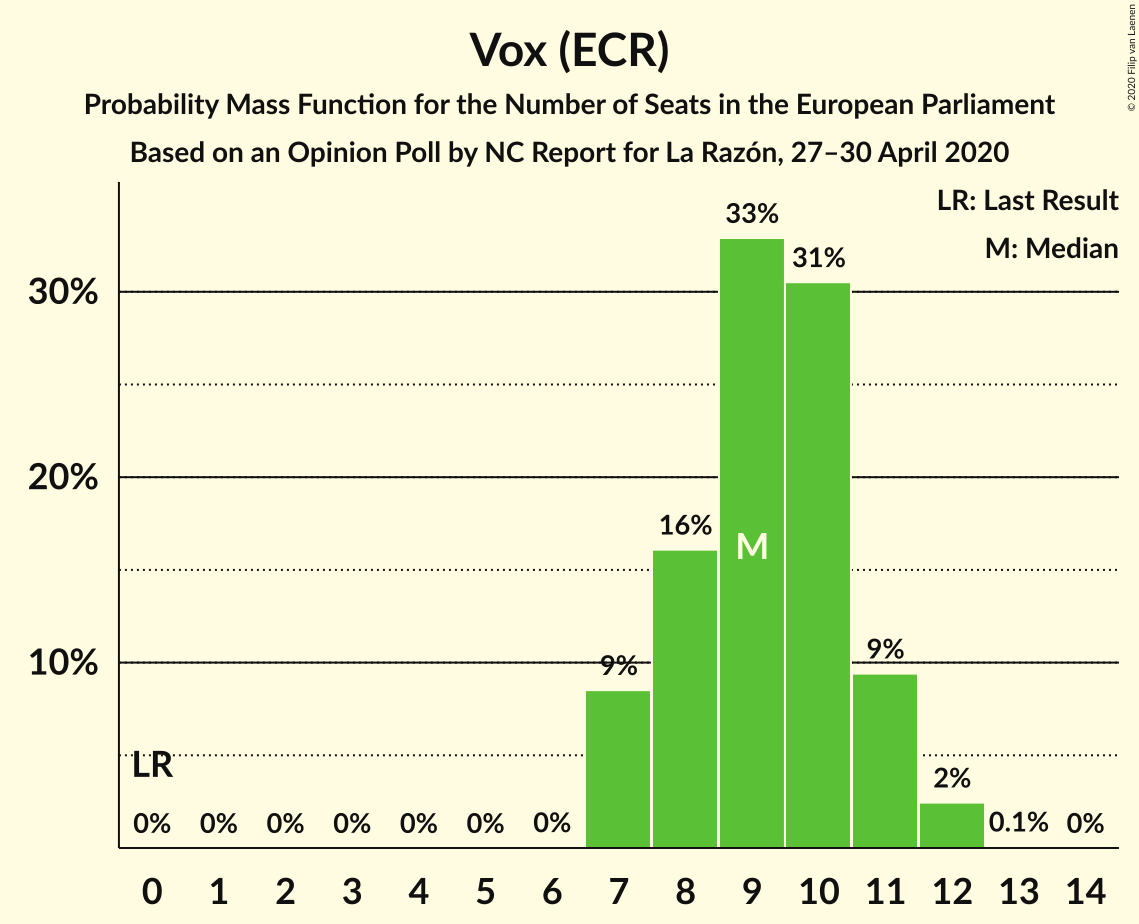 Vox (ECR)
Probability Mass Function for the Number of Seats in the European Parliament
Based on an Opinion Poll by NC Report for La Razón, 27–30 April 2020
© 2020 Filip van Laenen
LR: Last Result
M: Median
33%
31%
30%
20%
16%
M
10%
9%
9%
LR
2%
0% 0% 0% 0% 0% 0% 0% 0.1% 0%
0 1 2 3 4 5 6 7 8 9 10 11 12 13 14